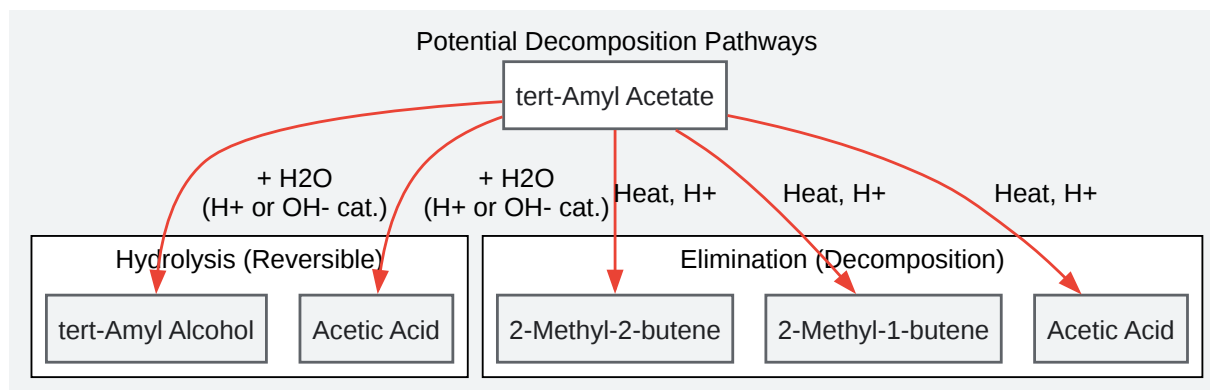 Potential Decomposition Pathways
tert-Amyl Acetate
+ H2O
(H+ or OH- cat.)
+ H2O
(H+ or OH- cat.)
Heat, H+
Heat, H+
Heat, H+
Hydrolysis (Reversible)
Elimination (Decomposition)
tert-Amyl Alcohol
Acetic Acid
2-Methyl-2-butene
2-Methyl-1-butene
Acetic Acid